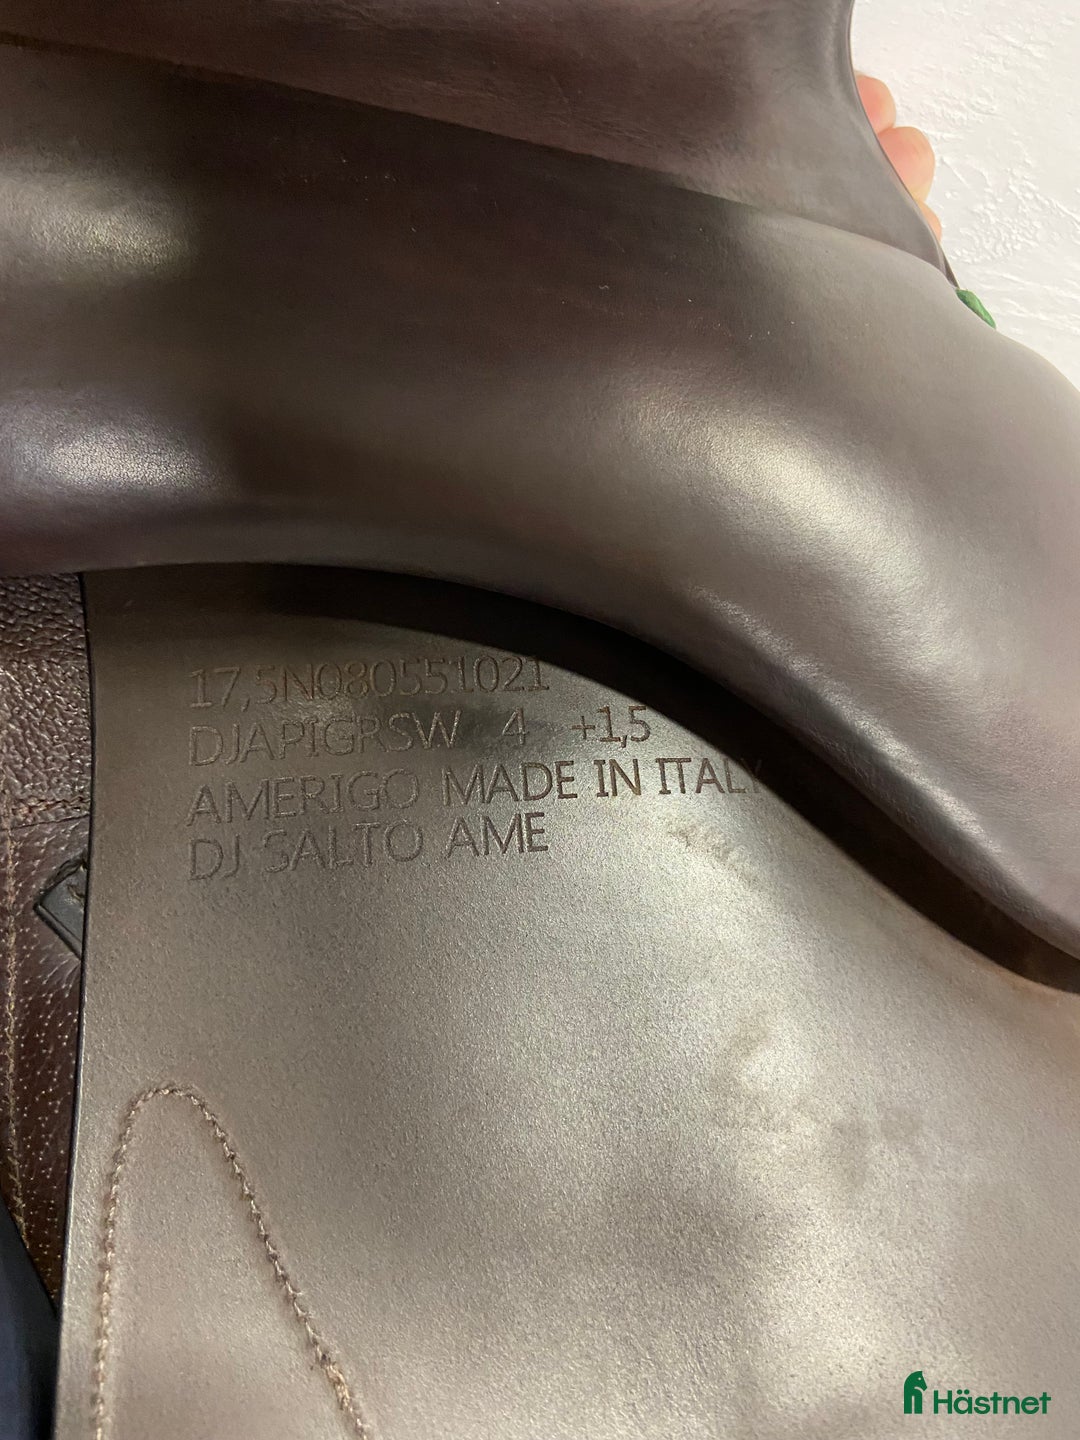 17,5N080551021
DJAPIGRSW 4 +1,5
AMERIGO MADE IN ITALY
DJ SALTO AME
Hästnet